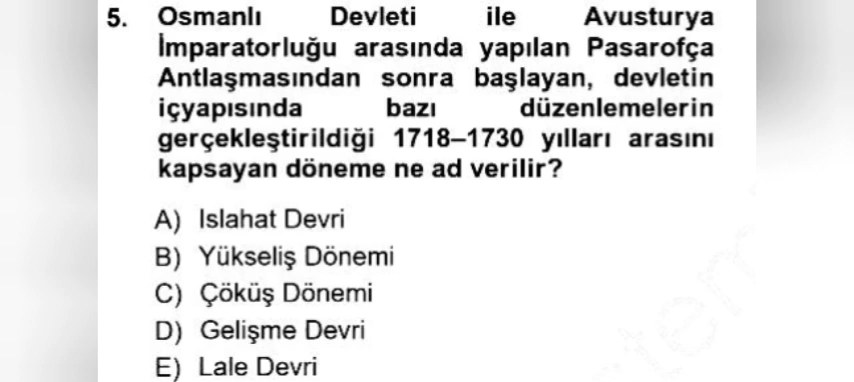 5. Osmanlı Devleti ile Avusturya
İmparatorluğu arasında yapılan Pasarofça
Antlaşmasından sonra başlayan, devletin
içyapısında bazı düzenlemelerin
gerçekleştirildiği 1718–1730 yılları arasını
kapsayan döneme ne ad verilir?
A) Islahat Devri
B) Yükseliş Dönemi
C) Çöküş Dönemi
D) Gelişme Devri
E) Lale Devri